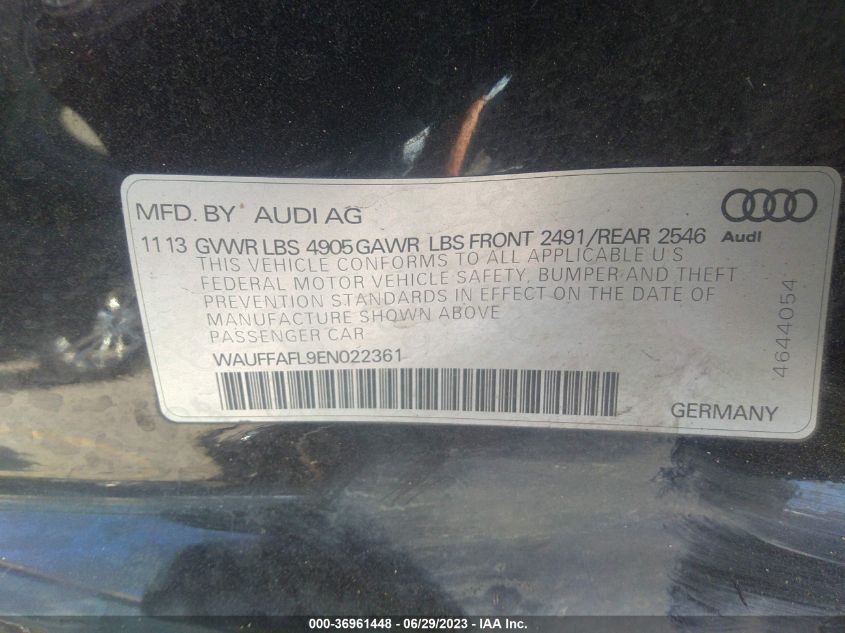 MFD. BY AUDI AG
Audi
11 13 GVWR LBS 4905 GAWR LBS FRONT 2491/REAR 2546
THIS VEHICLE CONFORMS TO ALL APPLICABLE U S
FEDERAL MOTOR VEHICLE SAFETY, BUMPER AND THEFT
PREVENTION STANDARDS IN EFFECT ON THE DATE OF
MANUFACTURE SHOWN ABOVE
PASSENGER CAR
WAUFFAFL9EN022361
4644054
GERMANY
000-36961448 - 06/29/2023 - IAA Inc.